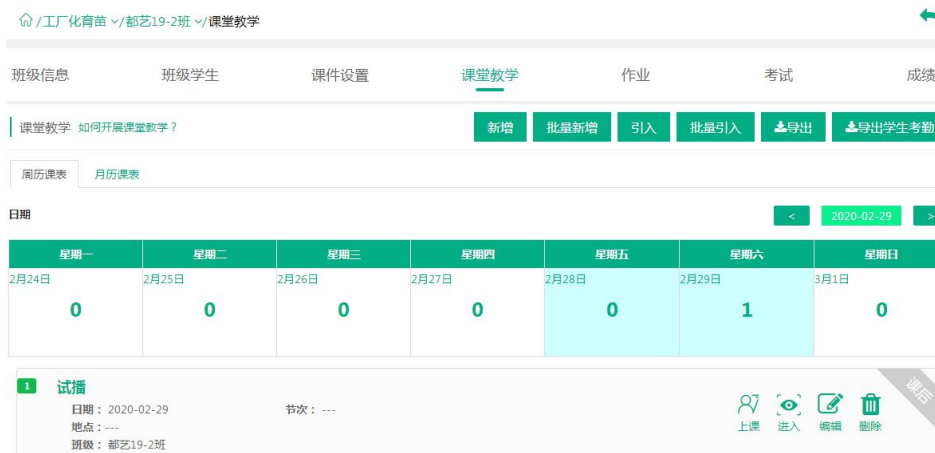 /工厂化育苗 /都艺19-2班 /课堂教学
班级信息 班级学生 课件设置 课堂教学 作业 考试 成绩
课堂教学 如何开展课堂教学？ 新增 批量新增 引入 批量引入 导出 导出学生考勤
周历课表 月历课表
日期 < 2020-02-29 >
星期一 星期二 星期三 星期四 星期五 星期六 星期日
2月24日 2月25日 2月26日 2月27日 2月28日 2月29日 3月1日
0 0 0 0 0 1 0
1 试播 课后
日期：2020-02-29 节次：---
地点：---
上课 进入 编辑 删除
班级：都艺19-2班